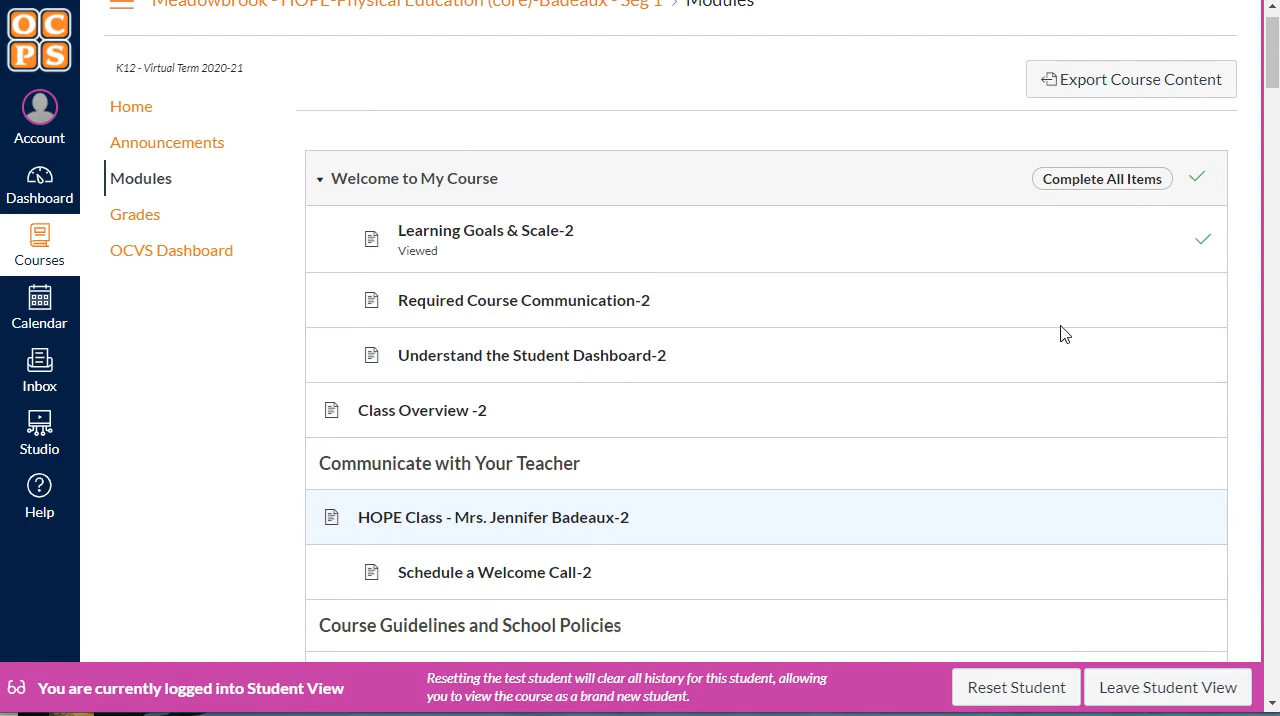 Meadowbrook - HOPE-Physical Education (core)-Badeaux - Seg 1 > Modules
OC
PS
K12 - Virtual Term 2020-21
Export Course Content
Home
Announcements
Modules
Grades
OCVS Dashboard
Account
Dashboard
Courses
Calendar
Inbox
Studio
Help
Welcome to My Course
Complete All Items
Learning Goals & Scale-2
Viewed
Required Course Communication-2
Understand the Student Dashboard-2
Class Overview -2
Communicate with Your Teacher
HOPE Class - Mrs. Jennifer Badeaux-2
Schedule a Welcome Call-2
Course Guidelines and School Policies
You are currently logged into Student View
Resetting the test student will clear all history for this student, allowing
you to view the course as a brand new student.
Reset Student
Leave Student View